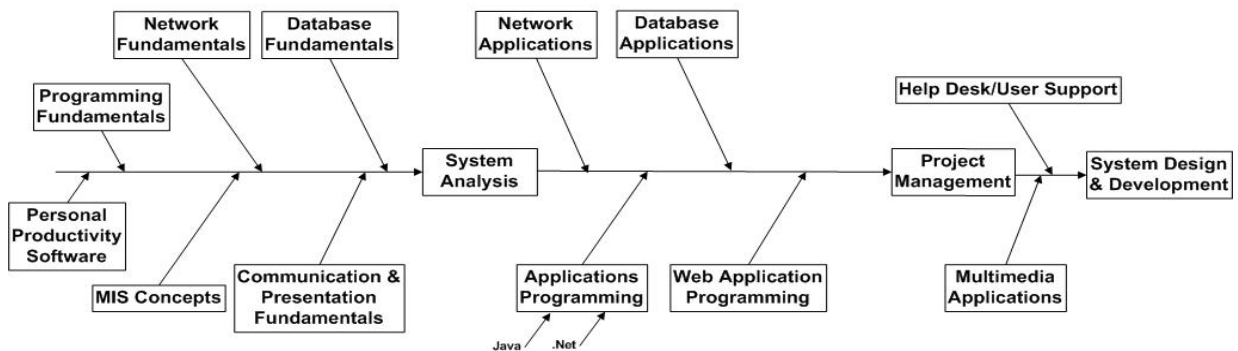 Network
Fundamentals
Database
Fundamentals
Network
Applications
Database
Applications
Programming
Fundamentals
Help Desk/User Support
System
Analysis
Project
Management
System Design
& Development
Personal
Productivity
Software
MIS Concepts
Communication &
Presentation
Fundamentals
Applications
Programming
Web Application
Programming
Multimedia
Applications
Java
.Net